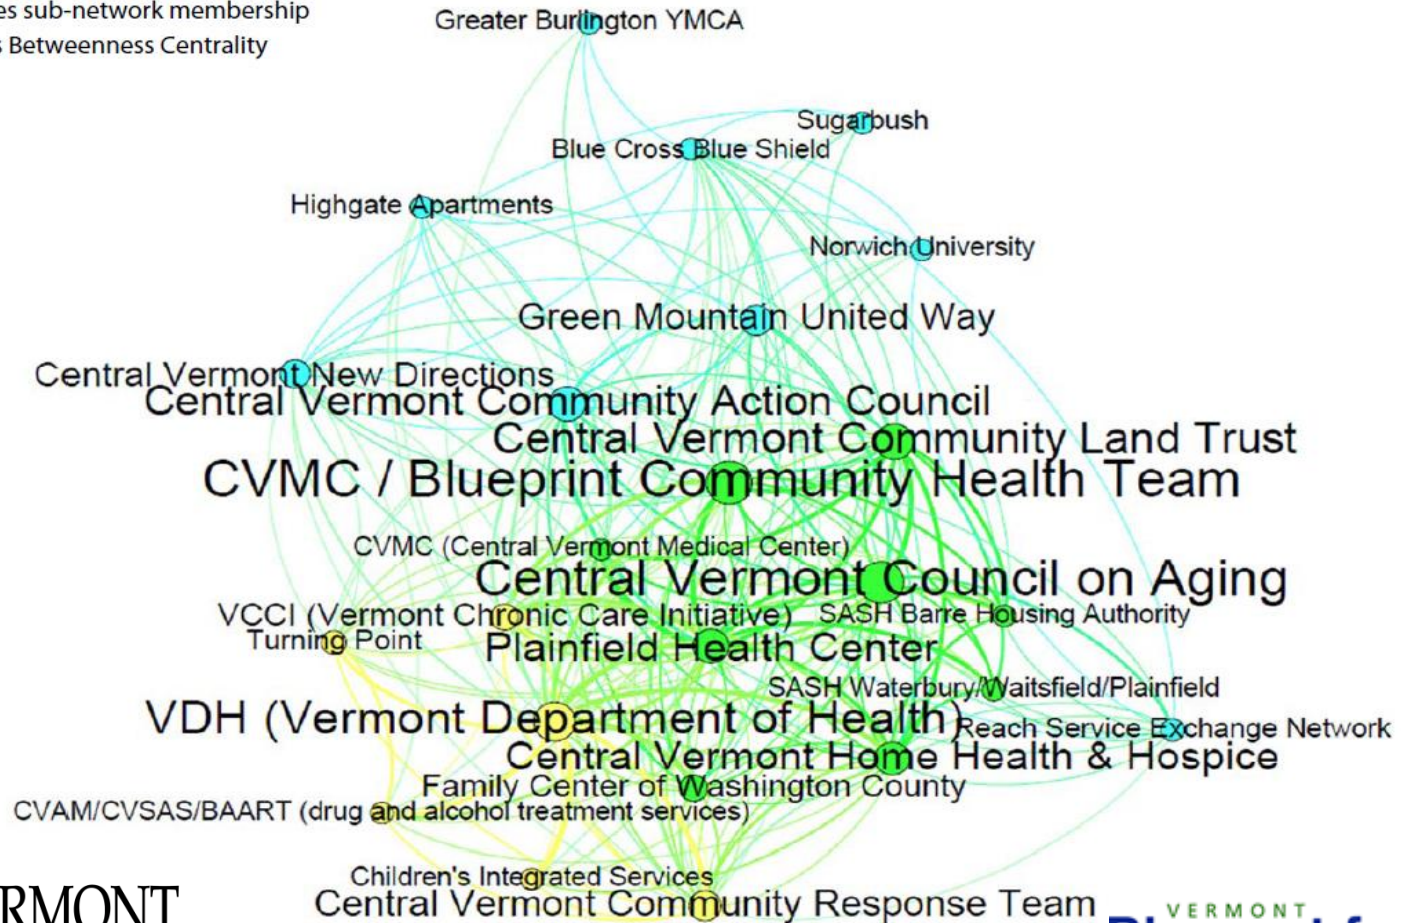 es sub-network membership
s Betweenness Centrality
Greater Burlington YMCA
Sugarbush
Blue Cross Blue Shield
Highgate Apartments
Norwich University
Green Mountain United Way
Central Vermont New Directions
Central Vermont Community Action Council
Central Vermont Community Land Trust
CVMC / Blueprint Community Health Team
CVMC (Central Vermont Medical Center)
Central Vermont Council on Aging
VCCI (Vermont Chronic Care Initiative)
SASH Barre Housing Authority
Turning Point
Plainfield Health Center
SASH Waterbury/Waitsfield/Plainfield
VDH (Vermont Department of Health)
Reach Service Exchange Network
Central Vermont Home Health & Hospice
Family Center of Washington County
CVAM/CVSAS/BAART (drug and alcohol treatment services)
Children's Integrated Services
Central Vermont Community Response Team
RMONT
VERMONT